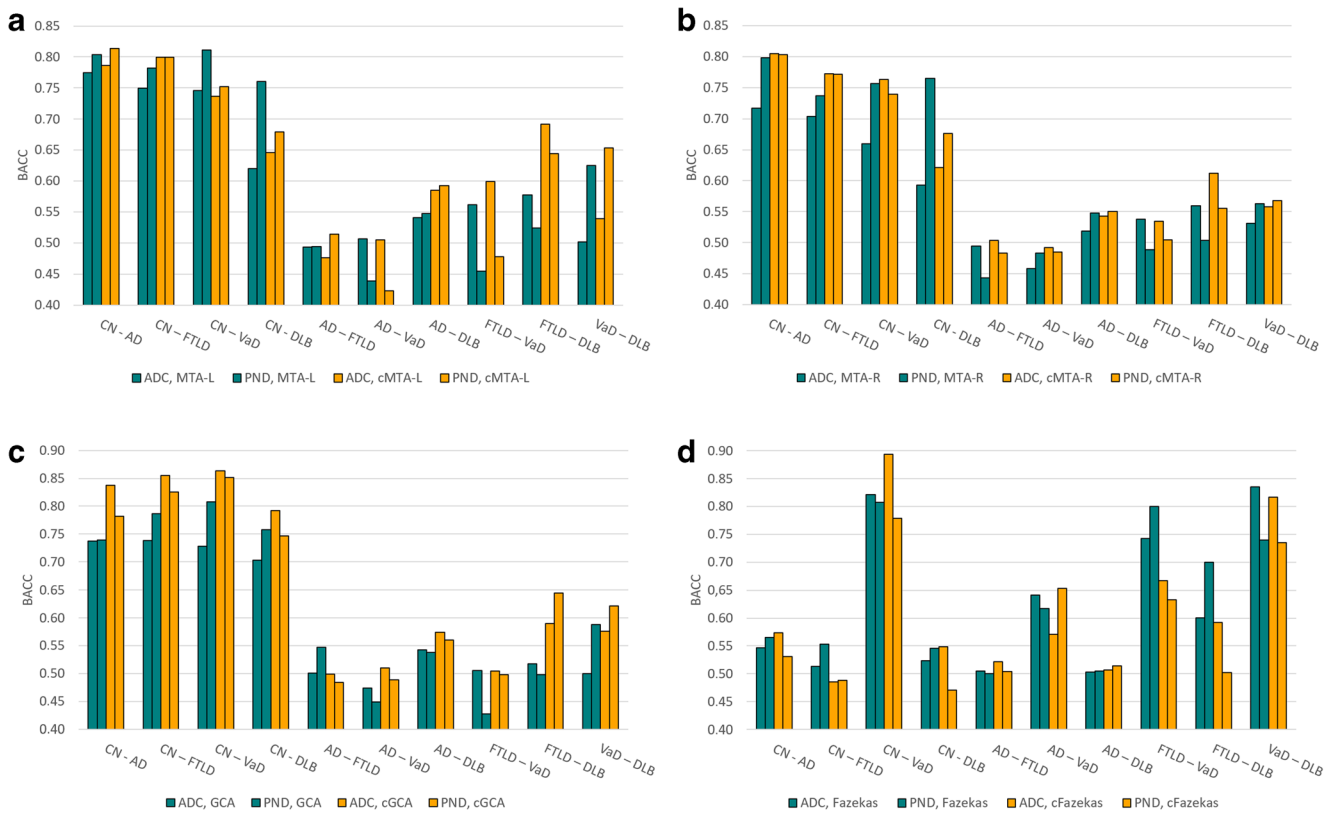 a
BACC
0.85
0.80
0.75
0.70
0.65
0.60
0.55
0.50
0.45
0.40
CN - AD
CN – FTLD
CN – VaD
CN - DLB
AD – FTLD
AD – VaD
AD – DLB
FTLD – VaD
FTLD – DLB
VaD – DLB
ADC, MTA-L PND, MTA-L ADC, cMTA-L PND, cMTA-L
b
BACC
0.85
0.80
0.75
0.70
0.65
0.60
0.55
0.50
0.45
0.40
CN - AD
CN – FTLD
CN – VaD
CN - DLB
AD – FTLD
AD – VaD
AD – DLB
FTLD – VaD
FTLD – DLB
VaD – DLB
ADC, MTA-R PND, MTA-R ADC, cMTA-R PND, cMTA-R
c
BACC
0.90
0.85
0.80
0.75
0.70
0.65
0.60
0.55
0.50
0.45
0.40
CN - AD
CN – FTLD
CN – VaD
CN - DLB
AD – FTLD
AD – VaD
AD – DLB
FTLD – VaD
FTLD – DLB
VaD – DLB
ADC, GCA PND, GCA ADC, cGCA PND, cGCA
d
BACC
0.90
0.85
0.80
0.75
0.70
0.65
0.60
0.55
0.50
0.45
0.40
CN - AD
CN – FTLD
CN – VaD
CN - DLB
AD – FTLD
AD – VaD
AD – DLB
FTLD – VaD
FTLD – DLB
VaD – DLB
ADC, Fazekas PND, Fazekas ADC, cFazekas PND, cFazekas